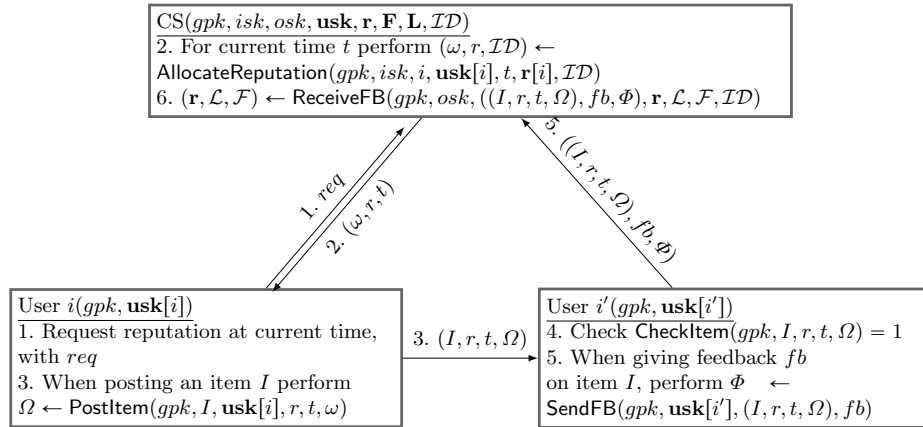 CS(gpk, isk, osk, usk, r, F, L, ID)
2. For current time t perform (ω, r, ID) ←
AllocateReputation(gpk, isk, i, usk[i], t, r[i], ID)
6. (r, L, F) ← ReceiveFB(gpk, osk, ((I, r, t, Ω), fb, Φ), r, L, F, ID)
1. req
2. (ω, r, t)
5. ((I, r, t, Ω), fb, Φ)
User i(gpk, usk[i])
1. Request reputation at current time,
with req
3. When posting an item I perform
Ω ← PostItem(gpk, I, usk[i], r, t, ω)
3. (I, r, t, Ω)
User i′(gpk, usk[i′])
4. Check CheckItem(gpk, I, r, t, Ω) = 1
5. When giving feedback fb
on item I, perform Φ ←
SendFB(gpk, usk[i′], (I, r, t, Ω), fb)